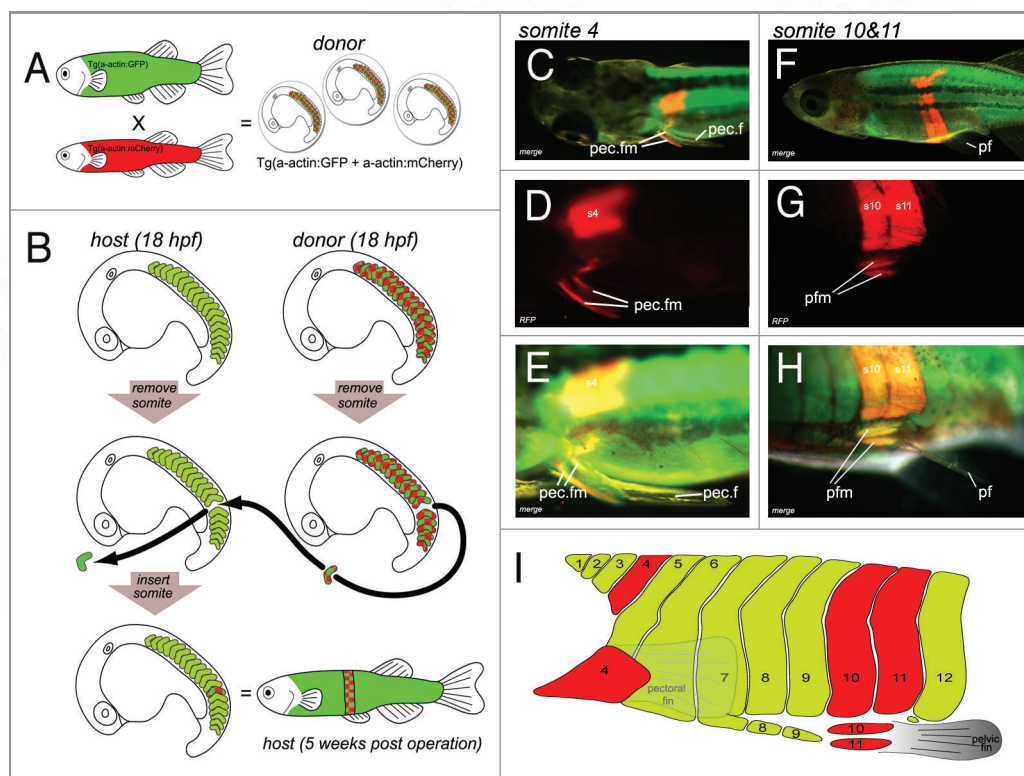 A
Tg(a-actin:GFP)
X
Tg(a-actin:mCherry)
=
donor
Tg(a-actin:GFP + a-actin:mCherry)
B
host (18 hpf)
donor (18 hpf)
remove
somite
remove
somite
insert
somite
=
host (5 weeks post operation)
somite 4
somite 10&11
C
pec.fm
pec.f
merge
F
pf
merge
D
s4
pec.fm
RFP
G
s10
s11
pfm
RFP
E
s4
pec.fm
pec.f
merge
H
s10
s11
pfm
pf
merge
I
1
2
3
4
5
6
4
pectoral
fin
7
8
9
10
11
12
8
9
10
11
pelvic
fin